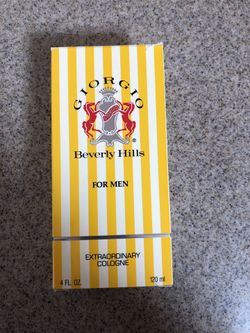 GIORGIO
Beverly Hills
FOR MEN
EXTRAORDINARY
COLOGNE
4 FL. OZ. 120 ml